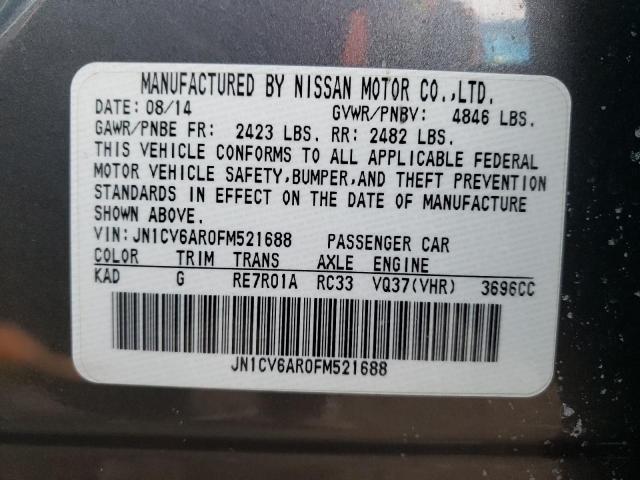 MANUFACTURED BY NISSAN MOTOR CO.,LTD.
DATE: 08/14 GVWR/PNBV: 4846 LBS.
GAWR/PNBE FR: 2423 LBS. RR: 2482 LBS.
THIS VEHICLE CONFORMS TO ALL APPLICABLE FEDERAL
MOTOR VEHICLE SAFETY,BUMPER,AND THEFT PREVENTION
STANDARDS IN EFFECT ON THE DATE OF MANUFACTURE
SHOWN ABOVE.
VIN:JN1CV6AR0FM521688 PASSENGER CAR
COLOR TRIM TRANS AXLE ENGINE
KAD G RE7R01A RC33 VQ37(VHR) 3696CC
JN1CV6AR0FM521688